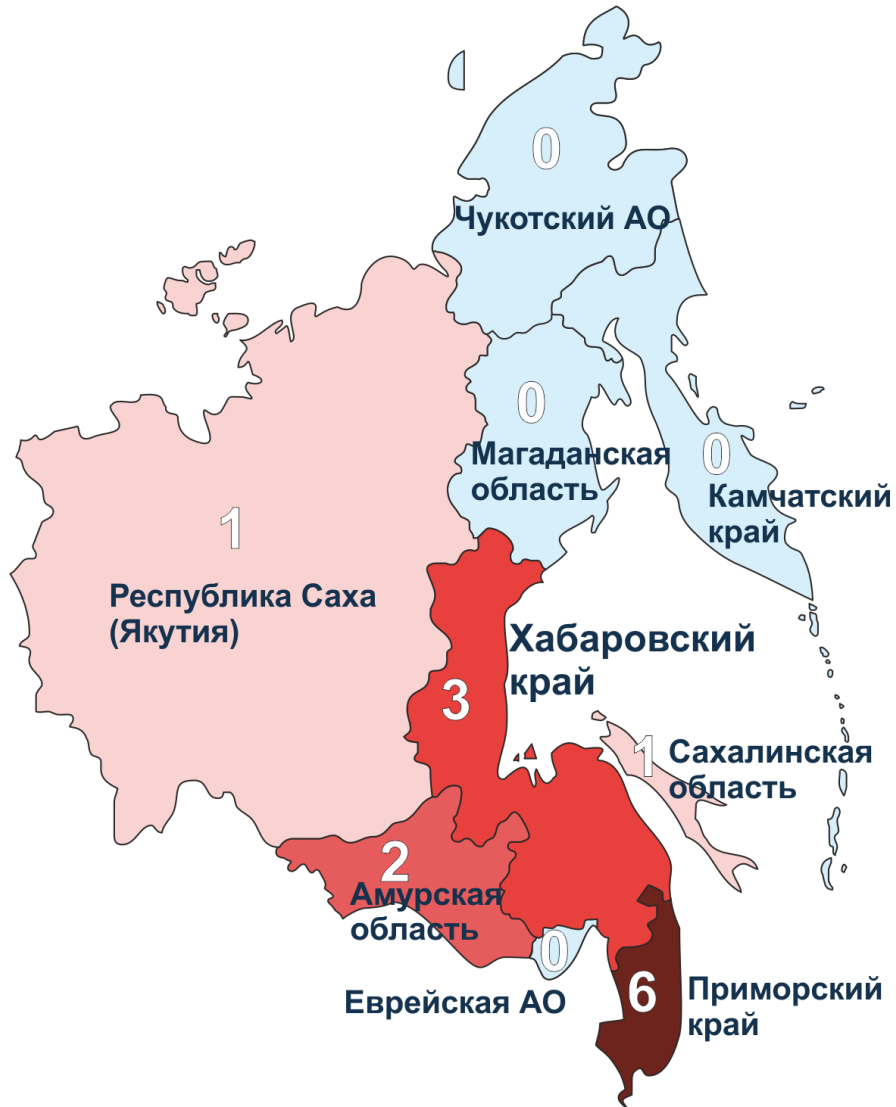 0
Чукотский АО
0
Магаданская
область
0
Камчатский
край
1
Республика Саха
(Якутия)
Хабаровский
край
3
1
Сахалинская
область
2
Амурская
область
0
Еврейская АО
6
Приморский
край